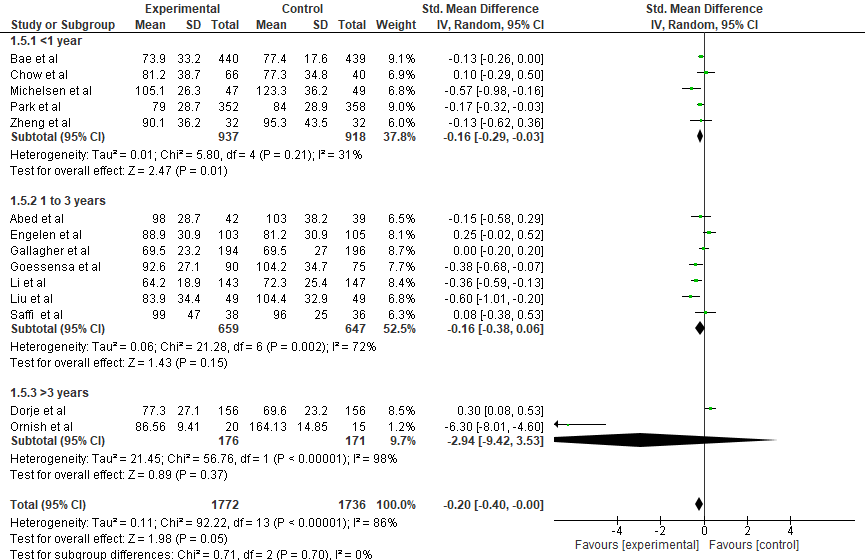 Experimental Control Std. Mean Difference Std. Mean Difference
Study or Subgroup Mean SD Total Mean SD Total Weight IV, Random, 95% CI IV, Random, 95% CI
1.5.1 <1 year
Bae et al 73.9 33.2 440 77.4 17.6 439 9.1% -0.13 [-0.26, 0.00]
Chow et al 81.2 38.7 66 77.3 34.8 40 6.9% 0.10 [-0.29, 0.50]
Michelsen et al 105.1 26.3 47 123.3 36.2 49 6.7% -0.57 [-0.98, -0.16]
Park et al 79 28.7 352 84 28.9 358 9.0% -0.17 [-0.32, -0.03]
Zheng et al 90.1 36.2 32 95.3 43.5 32 6.0% -0.13 [-0.62, 0.36]
Subtotal (95% CI) 937 918 37.8% -0.16 [-0.29, -0.03]
Heterogeneity: Tau² = 0.01; Chi² = 5.80, df = 4 (P = 0.21); I² = 31%
Test for overall effect: Z = 2.47 (P = 0.01)
1.5.2 1 to 3 years
Abed et al 98 28.7 42 103 38.2 39 6.5% -0.15 [-0.58, 0.29]
Engelen et al 88.9 30.9 103 81.2 30.9 105 8.1% 0.25 [-0.02, 0.52]
Gallagher et al 69.5 23.2 194 69.5 27 196 8.7% 0.00 [-0.20, 0.20]
Goessensa et al 92.6 27.1 90 104.2 34.7 75 7.7% -0.38 [-0.68, -0.07]
Li et al 64.2 18.9 143 72.3 25.4 147 8.4% -0.36 [-0.59, -0.13]
Liu et al 83.9 34.4 49 104.4 32.9 49 6.8% -0.60 [-1.01, -0.20]
Saffi et al 99 47 38 96 25 36 6.4% 0.08 [-0.38, 0.53]
Subtotal (95% CI) 659 647 52.5% -0.16 [-0.38, 0.06]
Heterogeneity: Tau² = 0.06; Chi² = 21.28, df = 6 (P = 0.002); I² = 72%
Test for overall effect: Z = 1.43 (P = 0.15)
1.5.3 >3 years
Dorje et al 77.3 27.1 156 69.6 23.2 156 8.5% 0.30 [0.08, 0.53]
Ornish et al 86.56 9.41 20 164.13 14.85 15 1.2% -6.30 [-8.01, -4.60]
Subtotal (95% CI) 176 171 9.7% -2.94 [-9.42, 3.53]
Heterogeneity: Tau² = 21.45; Chi² = 56.76, df = 1 (P < 0.00001); I² = 98%
Test for overall effect: Z = 0.89 (P = 0.37)
Total (95% CI) 1772 1736 100.0% -0.20 [-0.40, -0.00]
Heterogeneity: Tau² = 0.11; Chi² = 92.22, df = 13 (P < 0.00001); I² = 86%
Test for overall effect: Z = 1.98 (P = 0.05)
Test for subgroup differences: Chi² = 0.71, df = 2 (P = 0.70), I² = 0%
-4 -2 0 2 4
Favours [experimental] Favours [control]